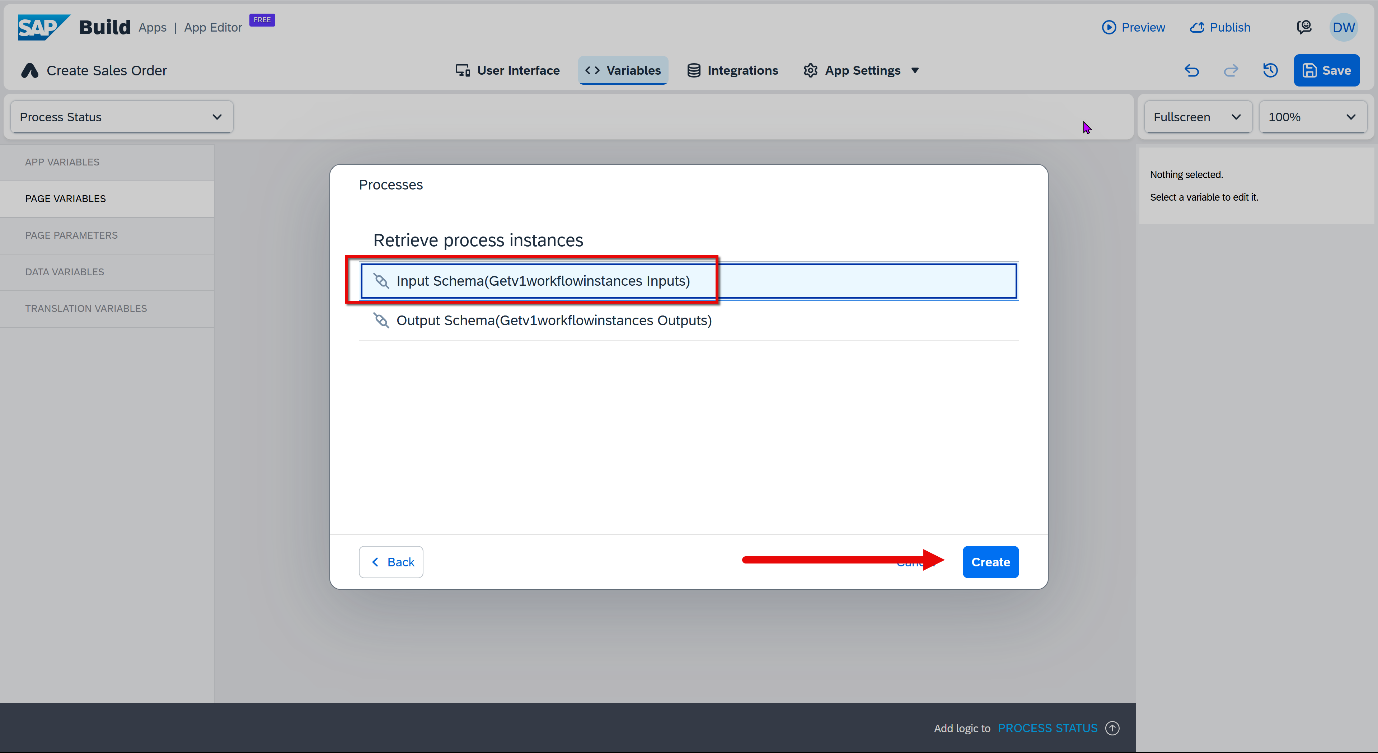 SAP Build Apps | App Editor FREE Preview Publish DW
Create Sales Order User Interface Variables Integrations App Settings Save
Process Status Fullscreen 100%
APP VARIABLES
PAGE VARIABLES
PAGE PARAMETERS
DATA VARIABLES
TRANSLATION VARIABLES
Processes
Retrieve process instances
Input Schema(Getv1workflowinstances Inputs)
Output Schema(Getv1workflowinstances Outputs)
Back Create
Nothing selected.
Select a variable to edit it.
Add logic to PROCESS STATUS